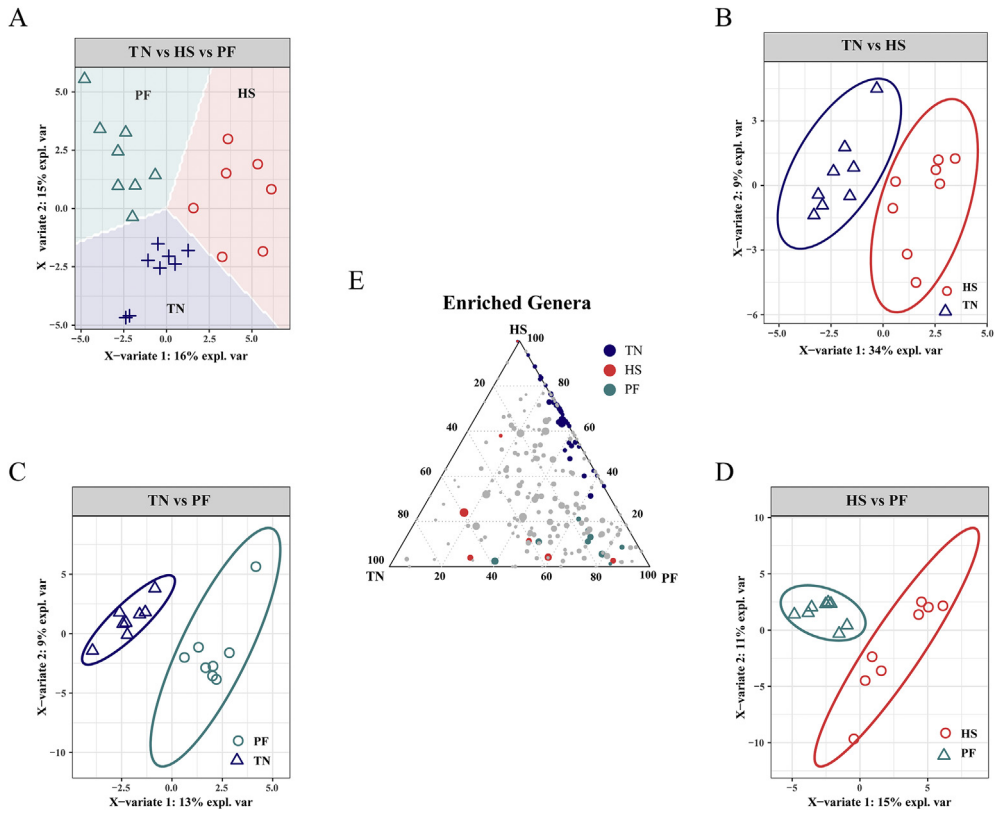 A
TN vs HS vs PF
PF
HS
TN
5.0
2.5
0.0
−2.5
−5.0
−5.0 −2.5 0.0 2.5 5.0
X variate 2: 15% expl. var
X−variate 1: 16% expl. var
B
TN vs HS
3
0
−3
−6
−5.0 −2.5 0.0 2.5 5.0
X−variate 2: 9% expl. var
X−variate 1: 34% expl. var
HS
TN
E
Enriched Genera
HS
100
20 80
40 60
60 40
80 20
100
TN
20 40 60 80 100
PF
TN
HS
PF
C
TN vs PF
5
0
−5
−10
−2.5 0.0 2.5 5.0
X−variate 2: 9% expl. var
X−variate 1: 13% expl. var
PF
TN
D
HS vs PF
10
5
0
−5
−10
−5 0 5
X−variate 2: 11% expl. var
X−variate 1: 15% expl. var
HS
PF